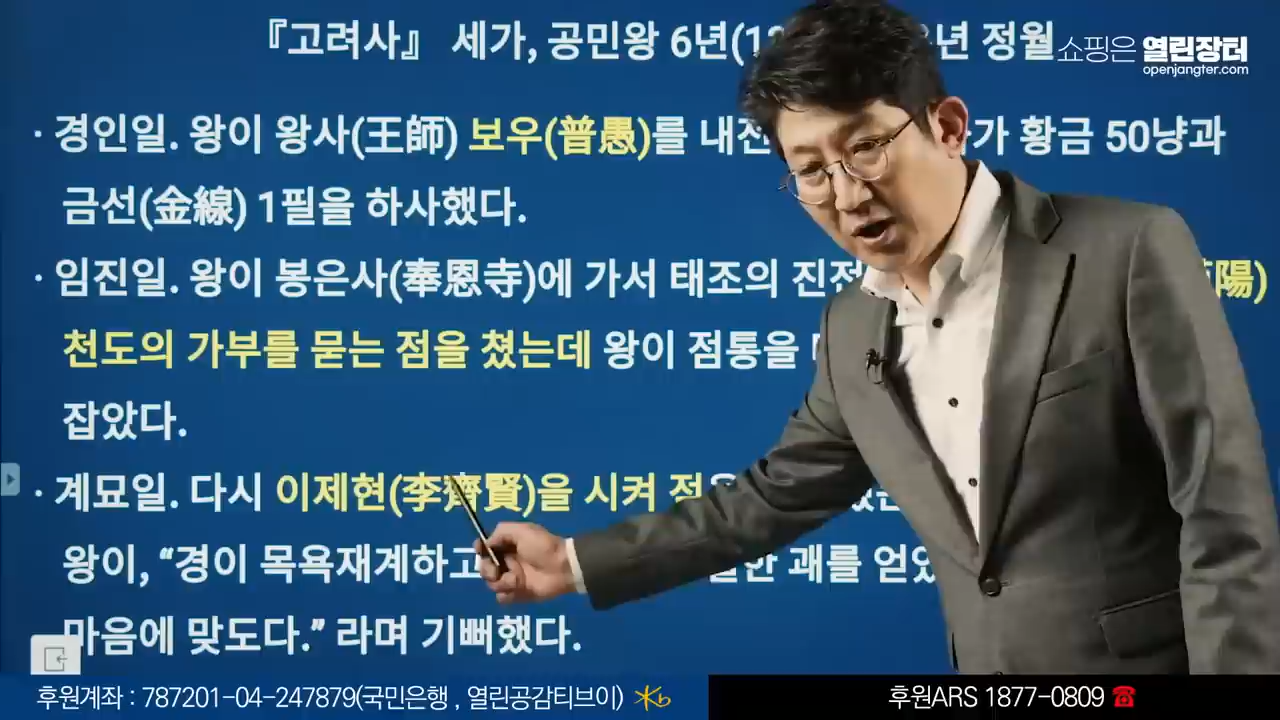 『고려사』 세가, 공민왕 6년(1 년 정월
쇼핑은 열린장터
openjangter.com
· 경인일. 왕이 왕사(王師) 보우(普愚)를 내전 가 황금 50냥과
금선(金線) 1필을 하사했다.
· 임진일. 왕이 봉은사(奉恩寺)에 가서 태조의 진전 陽)
천도의 가부를 묻는 점을 쳤는데 왕이 점통을
잡았다.
· 계묘일. 다시 이제현(李齊賢)을 시켜 점을
왕이, “경이 목욕재계하고 괘를 얻었
마음에 맞도다.” 라며 기뻐했다.
후원계좌 : 787201-04-247879(국민은행 , 열린공감티브이)
후원ARS 1877-0809